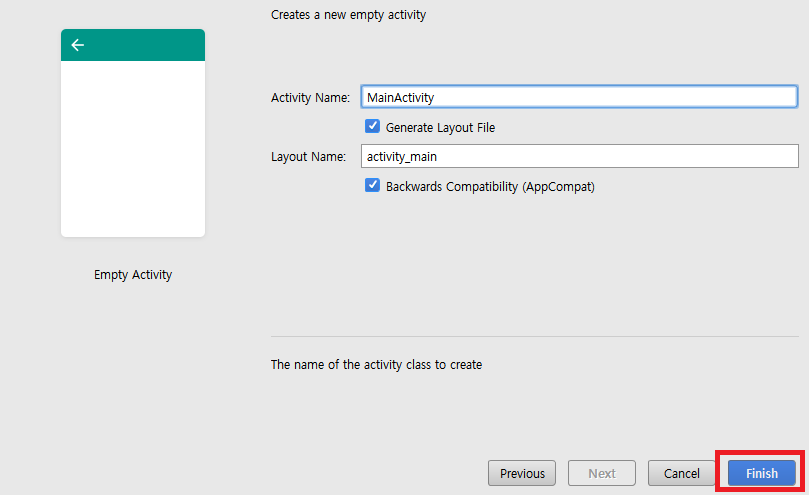 Creates a new empty activity
Activity Name: MainActivity
Generate Layout File
Layout Name: activity_main
Backwards Compatibility (AppCompat)
Empty Activity
The name of the activity class to create
Previous Next Cancel Finish